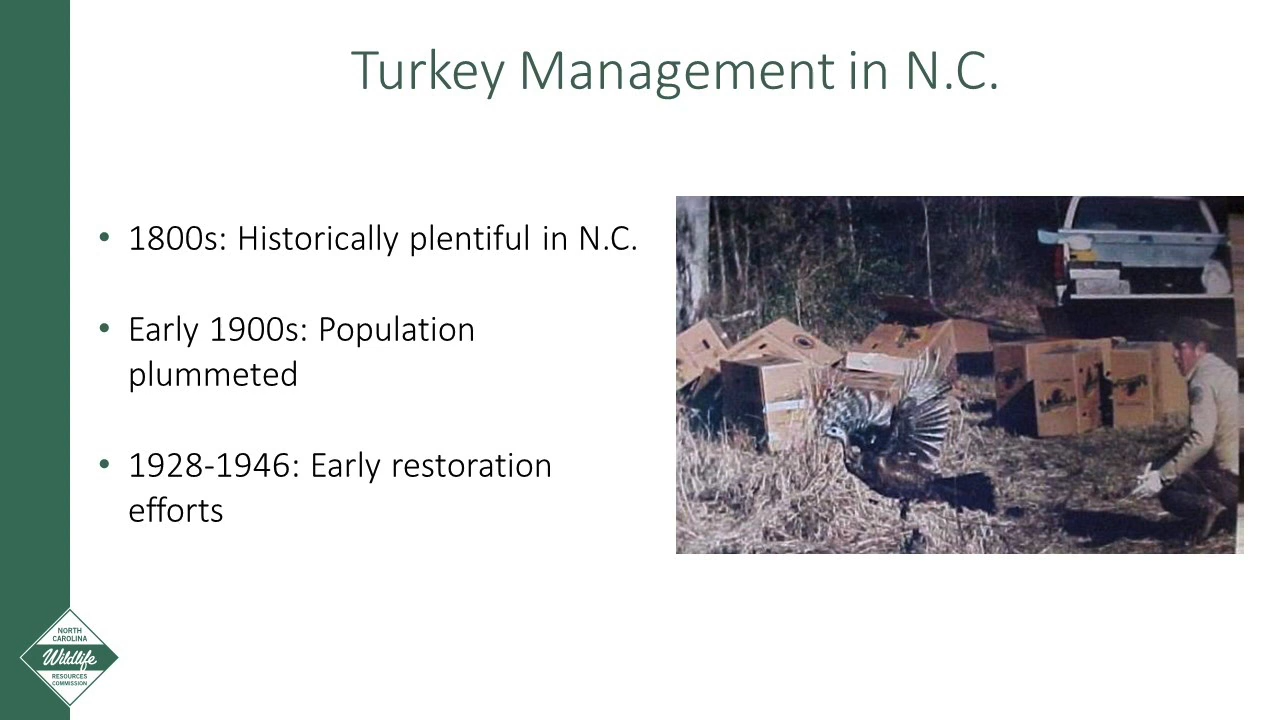 Turkey Management in N.C.
• 1800s: Historically plentiful in N.C.
• Early 1900s: Population
plummeted
• 1928-1946: Early restoration
efforts
NORTH
CAROLINA
Wildlife
RESOURCES
COMMISSION